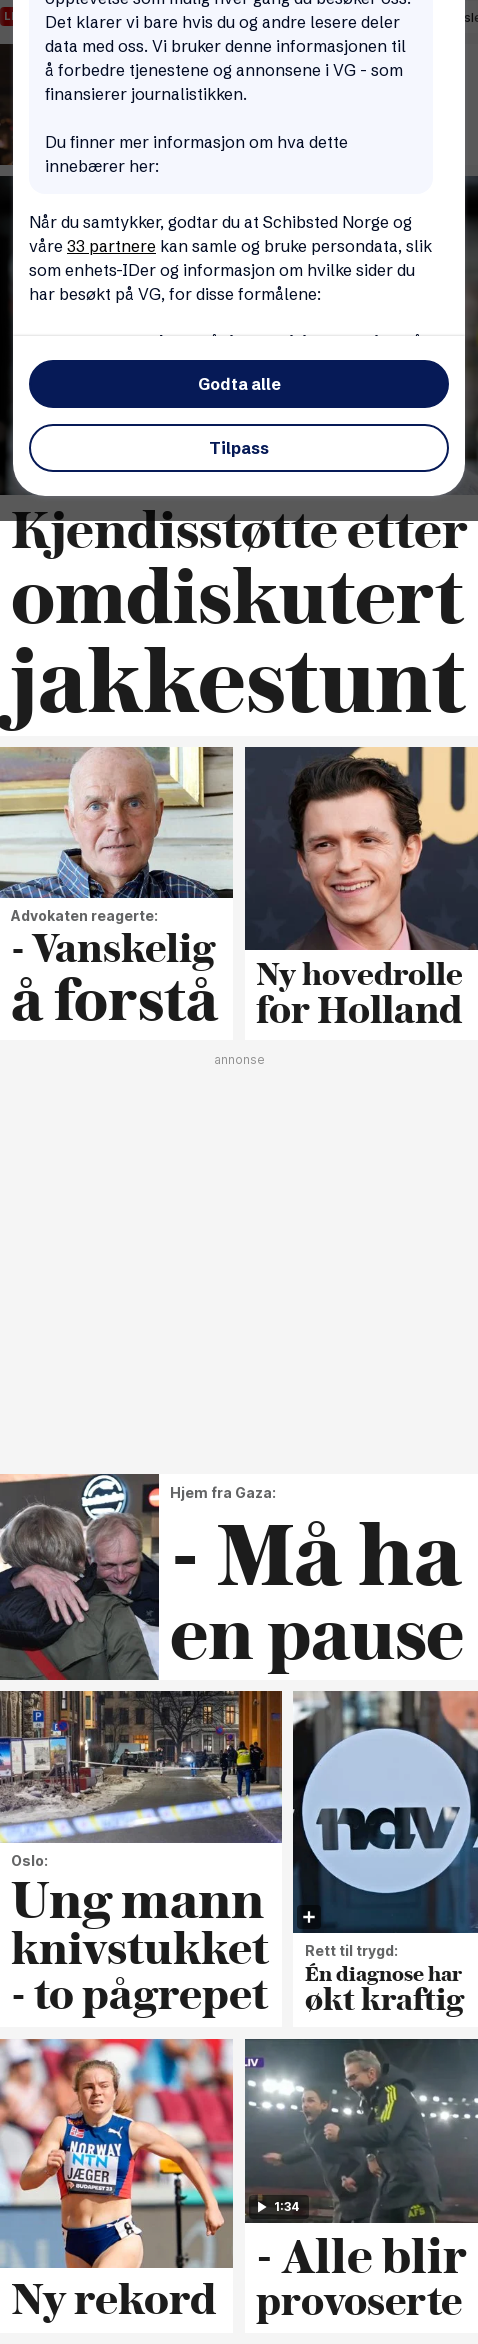 Det klarer vi bare hvis du og andre lesere deler
data med oss. Vi bruker denne informasjonen til
å forbedre tjenestene og annonsene i VG - som
finansierer journalistikken.
Du finner mer informasjon om hva dette
innebærer her:
Når du samtykker, godtar du at Schibsted Norge og
våre 33 partnere kan samle og bruke persondata, slik
som enhets-IDer og informasjon om hvilke sider du
har besøkt på VG, for disse formålene:
Godta alle
Tilpass
Kjendisstøtte etter
omdiskutert
jakkestunt
Advokaten reagerte:
- Vanskelig
å forstå
Ny hovedrolle
for Holland
annonse
Hjem fra Gaza:
- Må ha
en pause
Oslo:
Ung mann
knivstukket
- to pågrepet
nav
Rett til trygd:
Én diagnose har
økt kraftig
NORWAY
NTN
JÆGER
BUDAPEST 23
Ny rekord
LIV
AFS
1:34
- Alle blir
provoserte